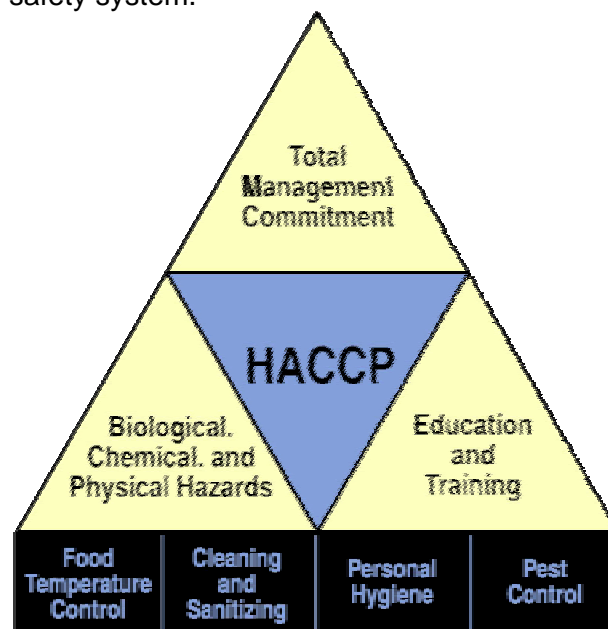 safety system.
Total
Management
Commitment
HACCP
Biological.
Chemical. and
Physical Hazards
Education
and
Training
Food
Temperature
Control
Cleaning
and
Sanitizing
Personal
Hygiene
Pest
Control